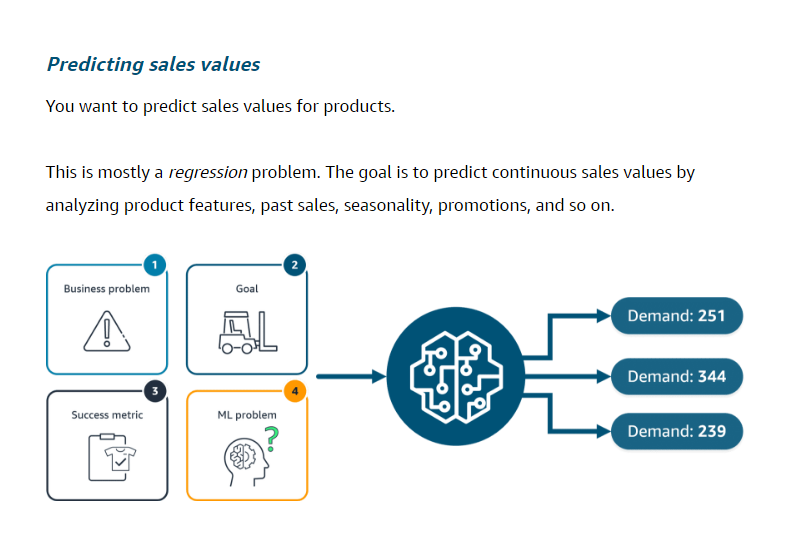 Predicting sales values
You want to predict sales values for products.
This is mostly a regression problem. The goal is to predict continuous sales values by
analyzing product features, past sales, seasonality, promotions, and so on.
1
Business problem
2
Goal
3
Success metric
4
ML problem
?
Demand: 251
Demand: 344
Demand: 239